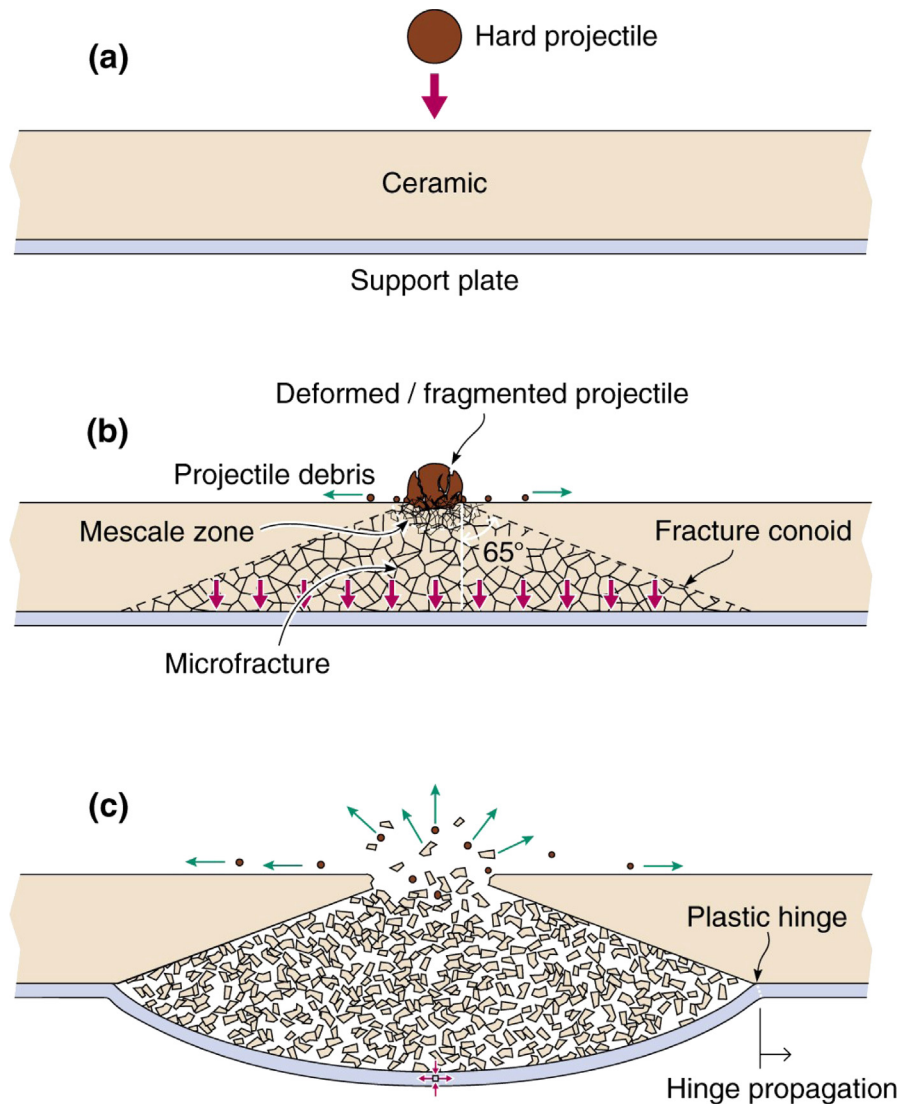 (a)
Hard projectile
Ceramic
Support plate
Deformed / fragmented projectile
(b)
Projectile debris
Mescale zone
65°
Fracture conoid
Microfracture
(c)
Plastic hinge
Hinge propagation